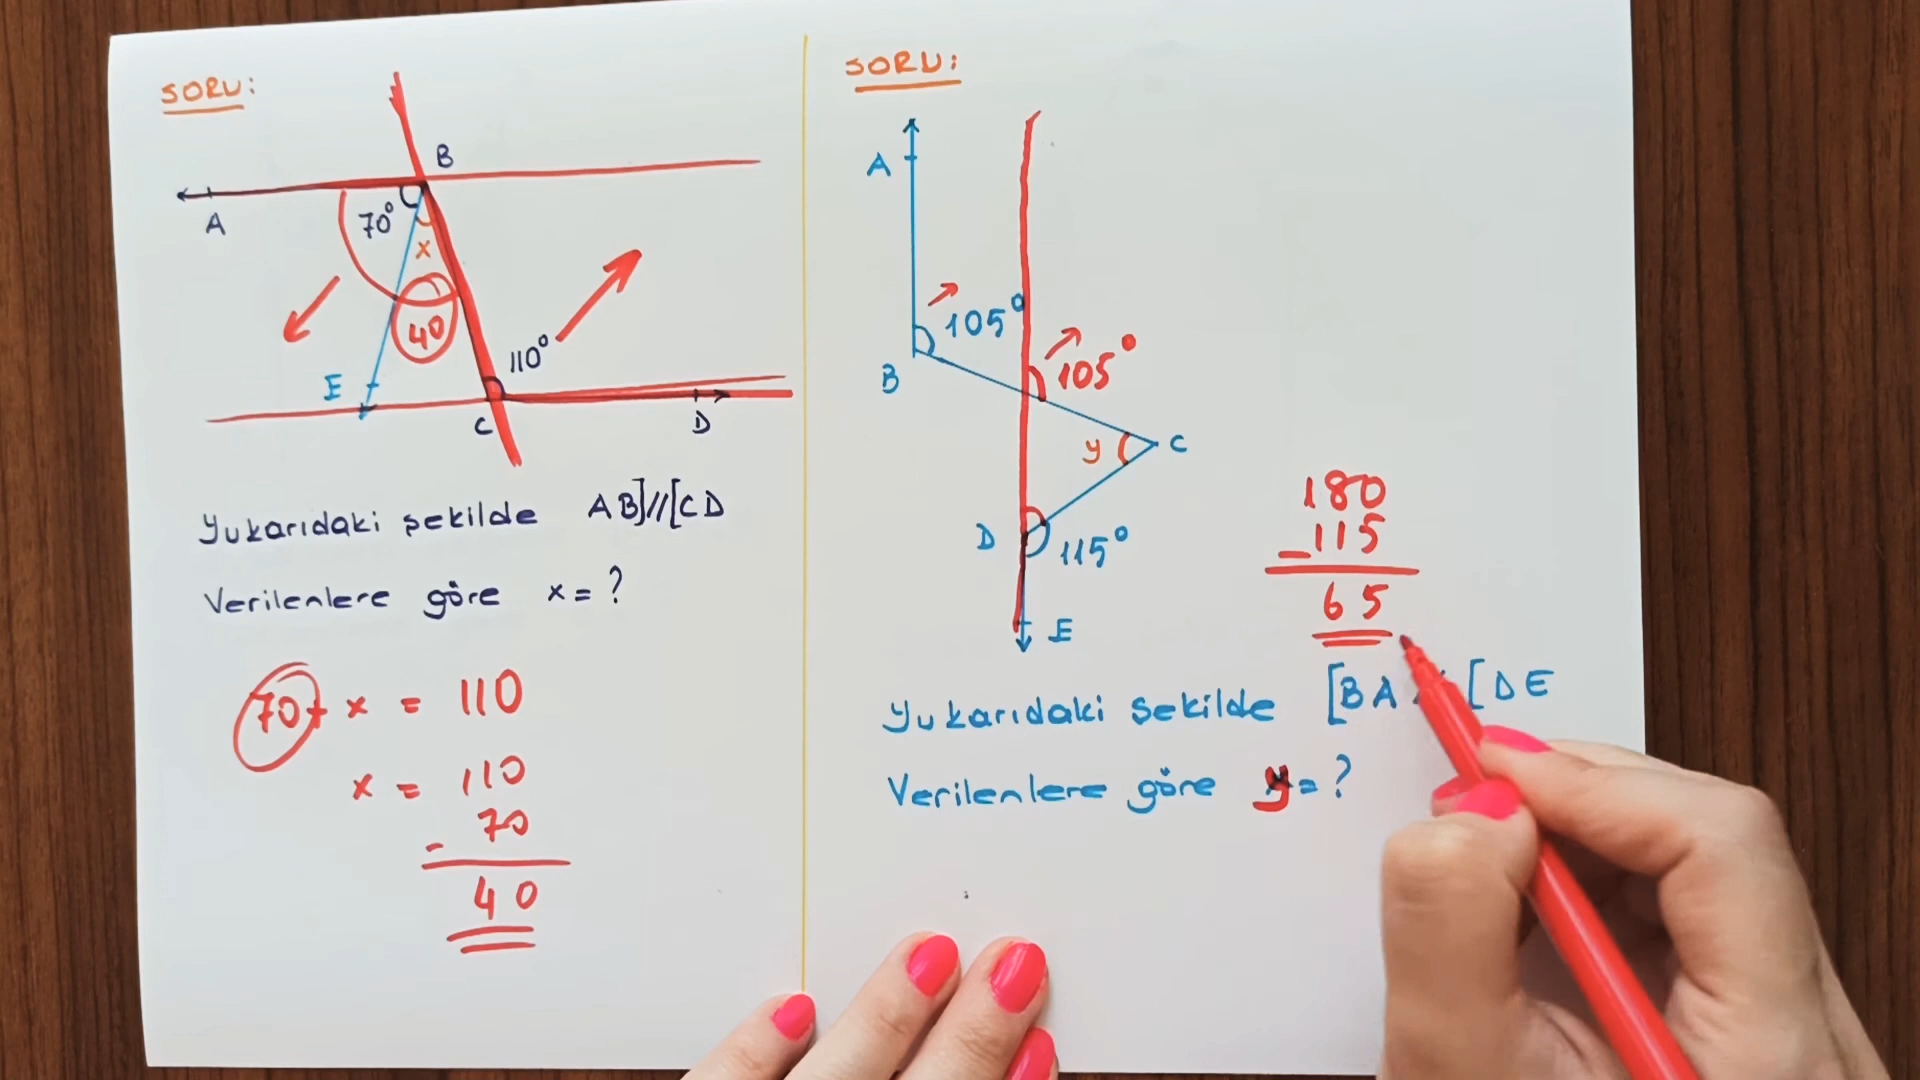 SORU:
B
A
70°
x
40
110°
E
C
D
Yukarıdaki şekilde AB]//[CD
Verilenlere göre x = ?
70 + x = 110
x = 110
- 70
40
SORU:
A
105°
B
105°
y
C
D
115°
E
180
- 115
65
Yukarıdaki şekilde [BA [DE
Verilenlere göre y = ?